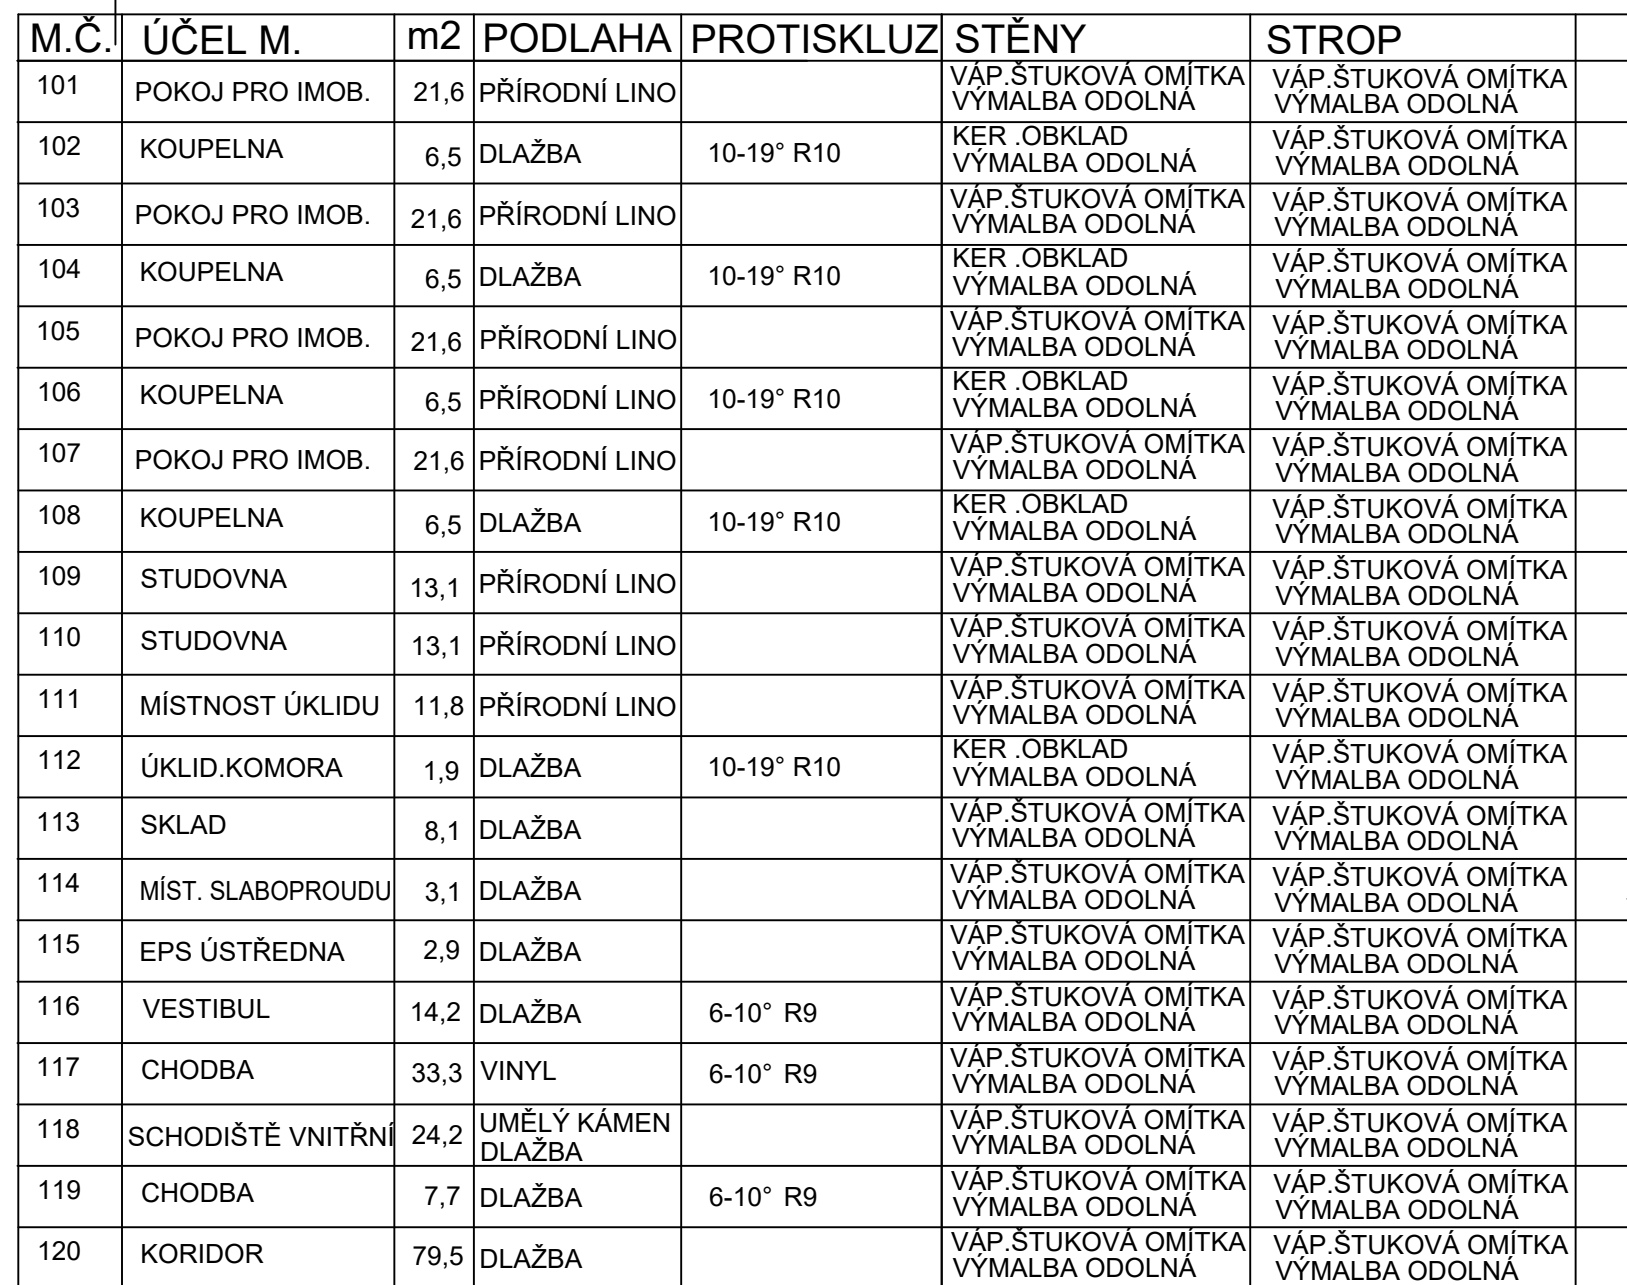 M.Č. ÚČEL M. m2 PODLAHA PROTISKLUZ STĚNY STROP
101 POKOJ PRO IMOB. 21,6 PŘÍRODNÍ LINO VÁP.ŠTUKOVÁ OMÍTKA VÁP.ŠTUKOVÁ OMÍTKA
VÝMALBA ODOLNÁ VÝMALBA ODOLNÁ
102 KOUPELNA 6,5 DLAŽBA 10-19° R10 KER .OBKLAD VÁP.ŠTUKOVÁ OMÍTKA
VÝMALBA ODOLNÁ VÝMALBA ODOLNÁ
103 POKOJ PRO IMOB. 21,6 PŘÍRODNÍ LINO VÁP.ŠTUKOVÁ OMÍTKA VÁP.ŠTUKOVÁ OMÍTKA
VÝMALBA ODOLNÁ VÝMALBA ODOLNÁ
104 KOUPELNA 6,5 DLAŽBA 10-19° R10 KER .OBKLAD VÁP.ŠTUKOVÁ OMÍTKA
VÝMALBA ODOLNÁ VÝMALBA ODOLNÁ
105 POKOJ PRO IMOB. 21,6 PŘÍRODNÍ LINO VÁP.ŠTUKOVÁ OMÍTKA VÁP.ŠTUKOVÁ OMÍTKA
VÝMALBA ODOLNÁ VÝMALBA ODOLNÁ
106 KOUPELNA 6,5 PŘÍRODNÍ LINO 10-19° R10 KER .OBKLAD VÁP.ŠTUKOVÁ OMÍTKA
VÝMALBA ODOLNÁ VÝMALBA ODOLNÁ
107 POKOJ PRO IMOB. 21,6 PŘÍRODNÍ LINO VÁP.ŠTUKOVÁ OMÍTKA VÁP.ŠTUKOVÁ OMÍTKA
VÝMALBA ODOLNÁ VÝMALBA ODOLNÁ
108 KOUPELNA 6,5 DLAŽBA 10-19° R10 KER .OBKLAD VÁP.ŠTUKOVÁ OMÍTKA
VÝMALBA ODOLNÁ VÝMALBA ODOLNÁ
109 STUDOVNA 13,1 PŘÍRODNÍ LINO VÁP.ŠTUKOVÁ OMÍTKA VÁP.ŠTUKOVÁ OMÍTKA
VÝMALBA ODOLNÁ VÝMALBA ODOLNÁ
110 STUDOVNA 13,1 PŘÍRODNÍ LINO VÁP.ŠTUKOVÁ OMÍTKA VÁP.ŠTUKOVÁ OMÍTKA
VÝMALBA ODOLNÁ VÝMALBA ODOLNÁ
111 MÍSTNOST ÚKLIDU 11,8 PŘÍRODNÍ LINO VÁP.ŠTUKOVÁ OMÍTKA VÁP.ŠTUKOVÁ OMÍTKA
VÝMALBA ODOLNÁ VÝMALBA ODOLNÁ
112 ÚKLID.KOMORA 1,9 DLAŽBA 10-19° R10 KER .OBKLAD VÁP.ŠTUKOVÁ OMÍTKA
VÝMALBA ODOLNÁ VÝMALBA ODOLNÁ
113 SKLAD 8,1 DLAŽBA VÁP.ŠTUKOVÁ OMÍTKA VÁP.ŠTUKOVÁ OMÍTKA
VÝMALBA ODOLNÁ VÝMALBA ODOLNÁ
114 MÍST. SLABOPROUDU 3,1 DLAŽBA VÁP.ŠTUKOVÁ OMÍTKA VÁP.ŠTUKOVÁ OMÍTKA
VÝMALBA ODOLNÁ VÝMALBA ODOLNÁ
115 EPS ÚSTŘEDNA 2,9 DLAŽBA VÁP.ŠTUKOVÁ OMÍTKA VÁP.ŠTUKOVÁ OMÍTKA
VÝMALBA ODOLNÁ VÝMALBA ODOLNÁ
116 VESTIBUL 14,2 DLAŽBA 6-10° R9 VÁP.ŠTUKOVÁ OMÍTKA VÁP.ŠTUKOVÁ OMÍTKA
VÝMALBA ODOLNÁ VÝMALBA ODOLNÁ
117 CHODBA 33,3 VINYL 6-10° R9 VÁP.ŠTUKOVÁ OMÍTKA VÁP.ŠTUKOVÁ OMÍTKA
VÝMALBA ODOLNÁ VÝMALBA ODOLNÁ
118 SCHODIŠTĚ VNITŘNÍ 24,2 UMĚLÝ KÁMEN VÁP.ŠTUKOVÁ OMÍTKA VÁP.ŠTUKOVÁ OMÍTKA
DLAŽBA VÝMALBA ODOLNÁ VÝMALBA ODOLNÁ
119 CHODBA 7,7 DLAŽBA 6-10° R9 VÁP.ŠTUKOVÁ OMÍTKA VÁP.ŠTUKOVÁ OMÍTKA
VÝMALBA ODOLNÁ VÝMALBA ODOLNÁ
120 KORIDOR 79,5 DLAŽBA VÁP.ŠTUKOVÁ OMÍTKA VÁP.ŠTUKOVÁ OMÍTKA
VÝMALBA ODOLNÁ VÝMALBA ODOLNÁ